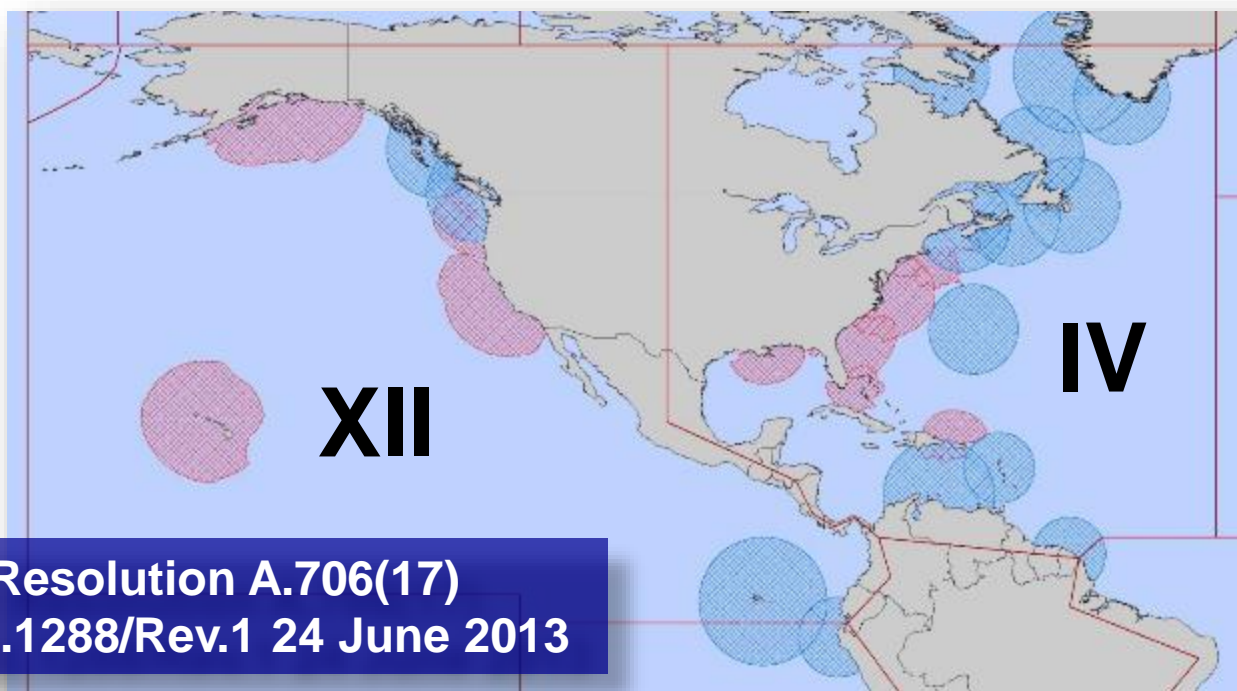 XII
IV
Resolution A.706(17)
.1288/Rev.1 24 June 2013